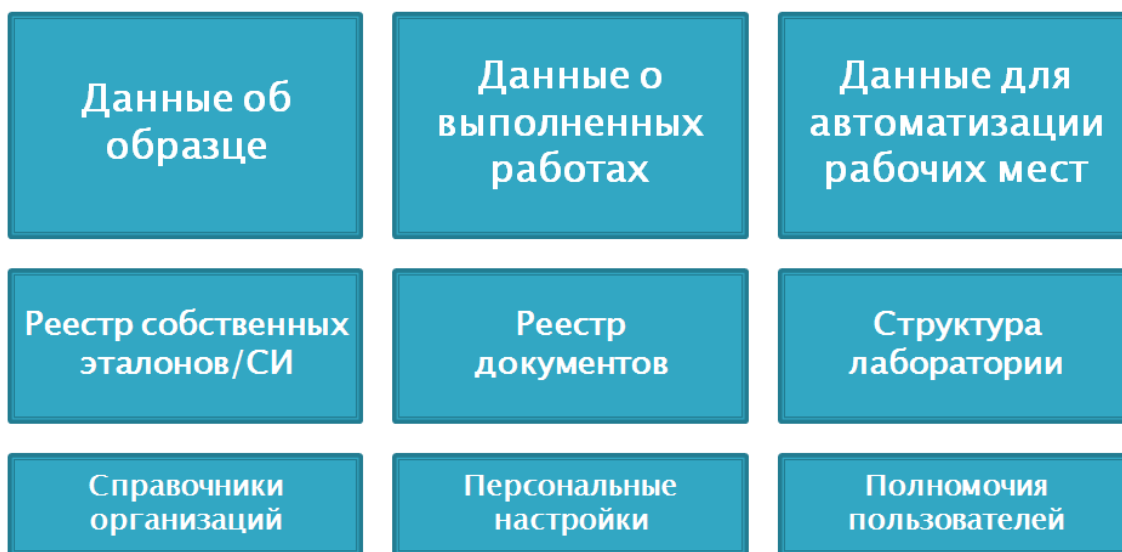 Данные об
образце
Данные о
выполненных
работах
Данные для
автоматизации
рабочих мест
Реестр собственных
эталонов/СИ
Реестр
документов
Структура
лаборатории
Справочники
организаций
Персональные
настройки
Полномочия
пользователей